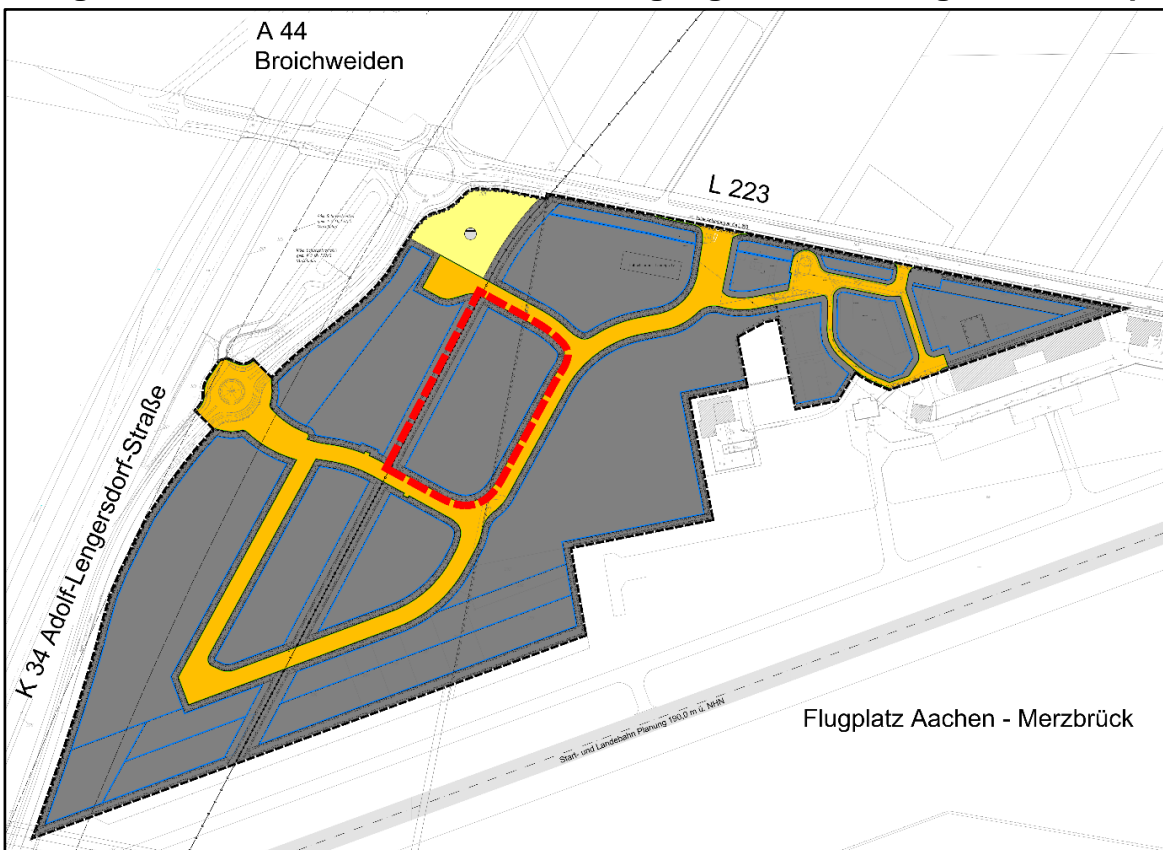 A 44
Broichweiden
L 223
K 34 Adolf-Lengersdorf-Straße
Flugplatz Aachen - Merzbrück
Start- und Landebahn Planung 190,0 m ü. NHN